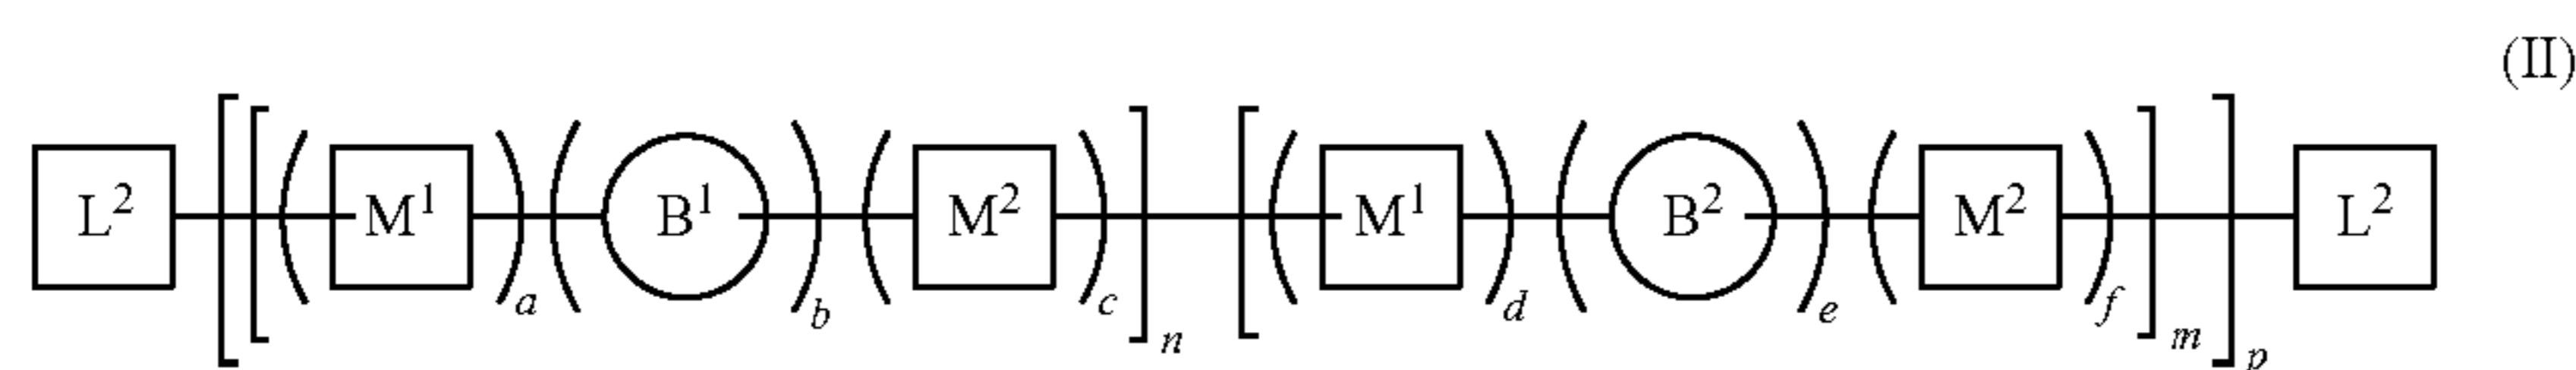 (II)
L² [[( M¹ )a ( B¹ )b ( M² )c ]n [( M¹ )d ( B² )e ( M² )f ]m ]p L²